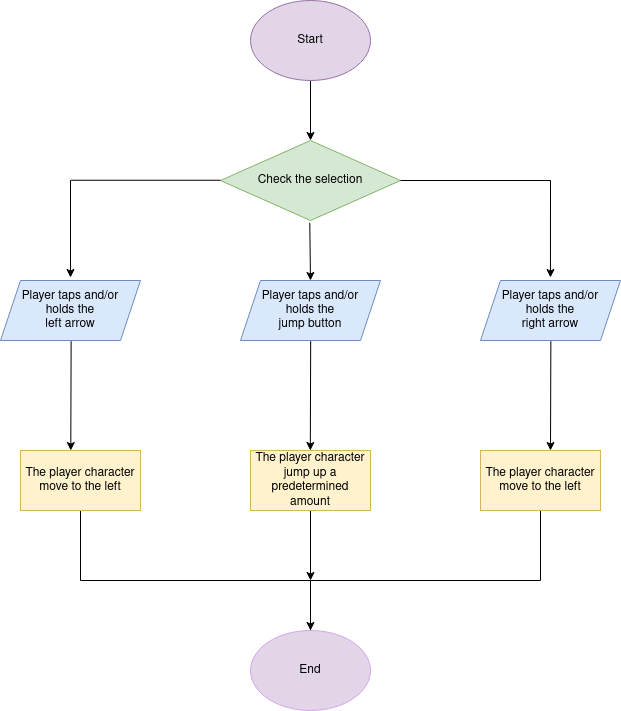 Start
Check the selection
Player taps and/or
holds the
left arrow
Player taps and/or
holds the
jump button
Player taps and/or
holds the
right arrow
The player character
move to the left
The player character
jump up a
predetermined
amount
The player character
move to the left
End